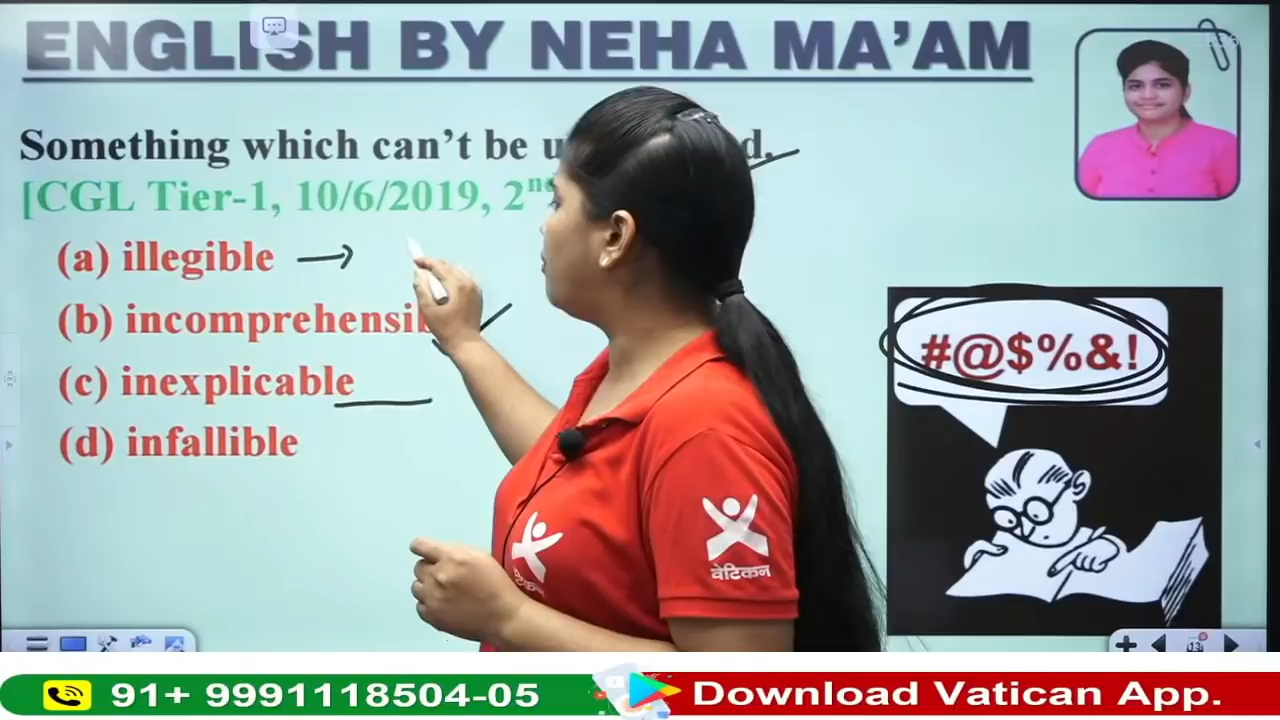 ENGLISH BY NEHA MA’AM
Something which can’t be
[CGL Tier-1, 10/6/2019, 2
(a) illegible
(b)
(c) inexplicable
(d) infallible
#@$%&!
वेटिकन
13
91+ 9991118504-05
Download Vatican App.